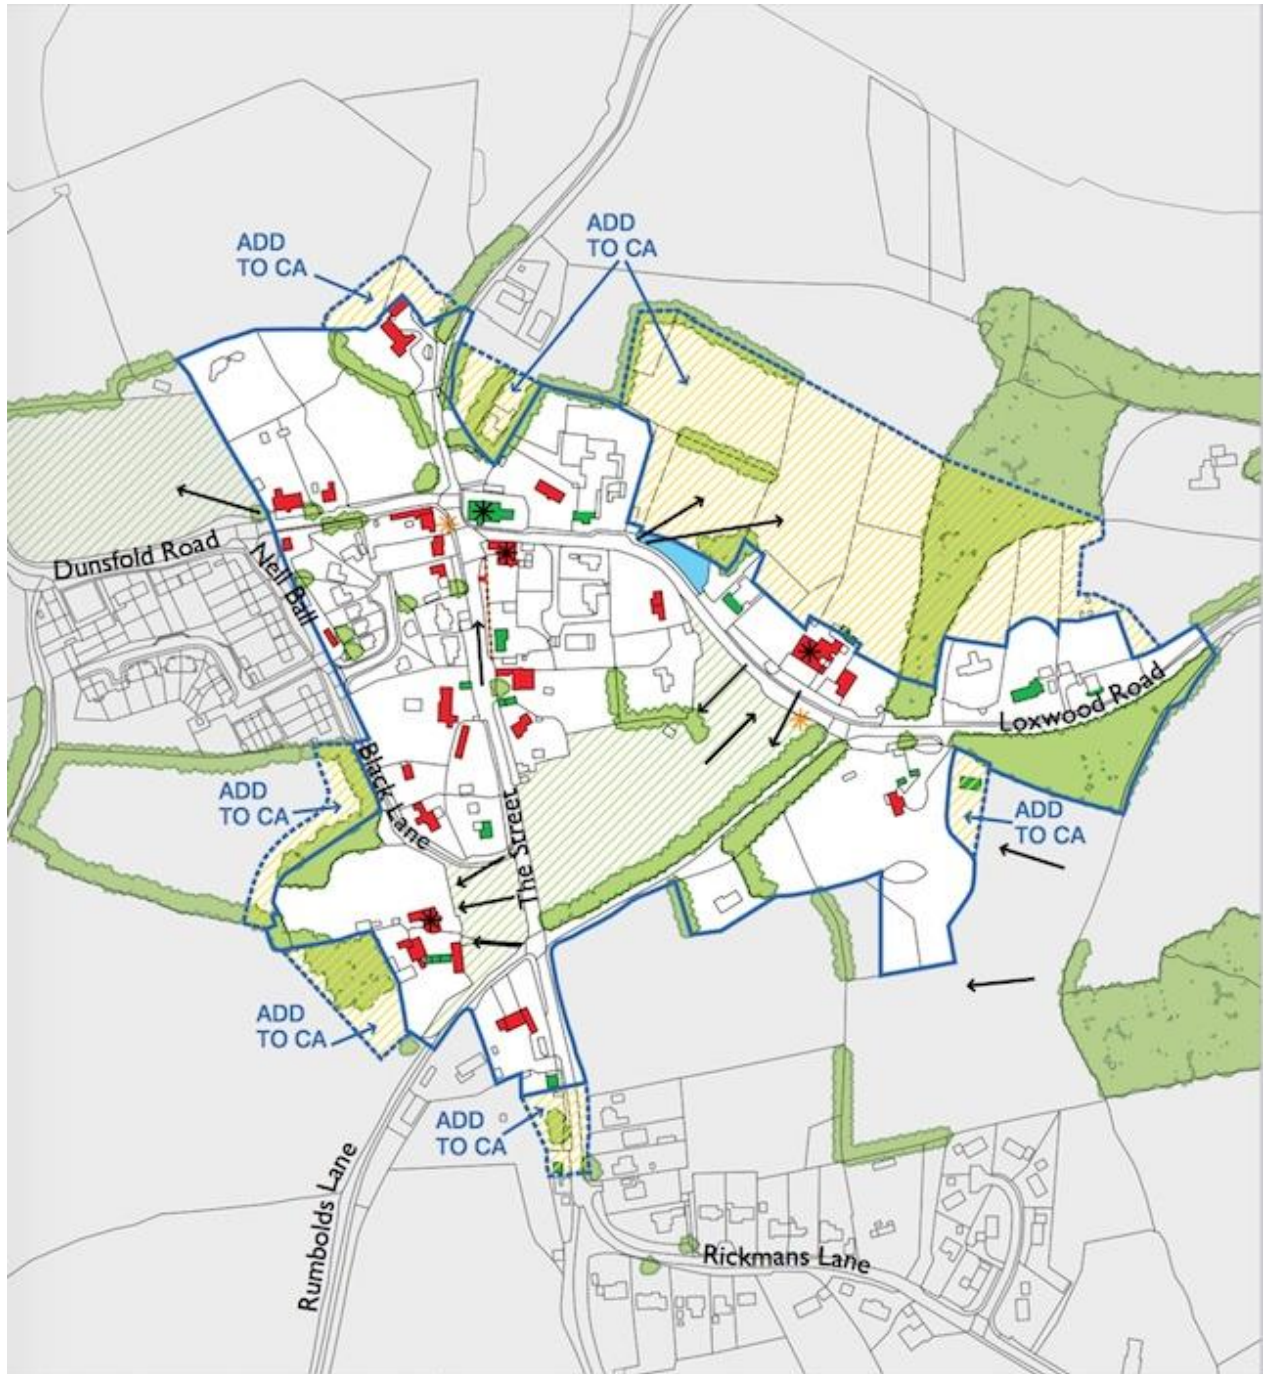 ADD
TO CA
ADD
TO CA
Dunsfold Road
Nell Ball
Loxwood Road
Black Lane
ADD
TO CA
The Street
ADD
TO CA
ADD
TO CA
ADD
TO CA
Rumbolds Lane
Rickmans Lane